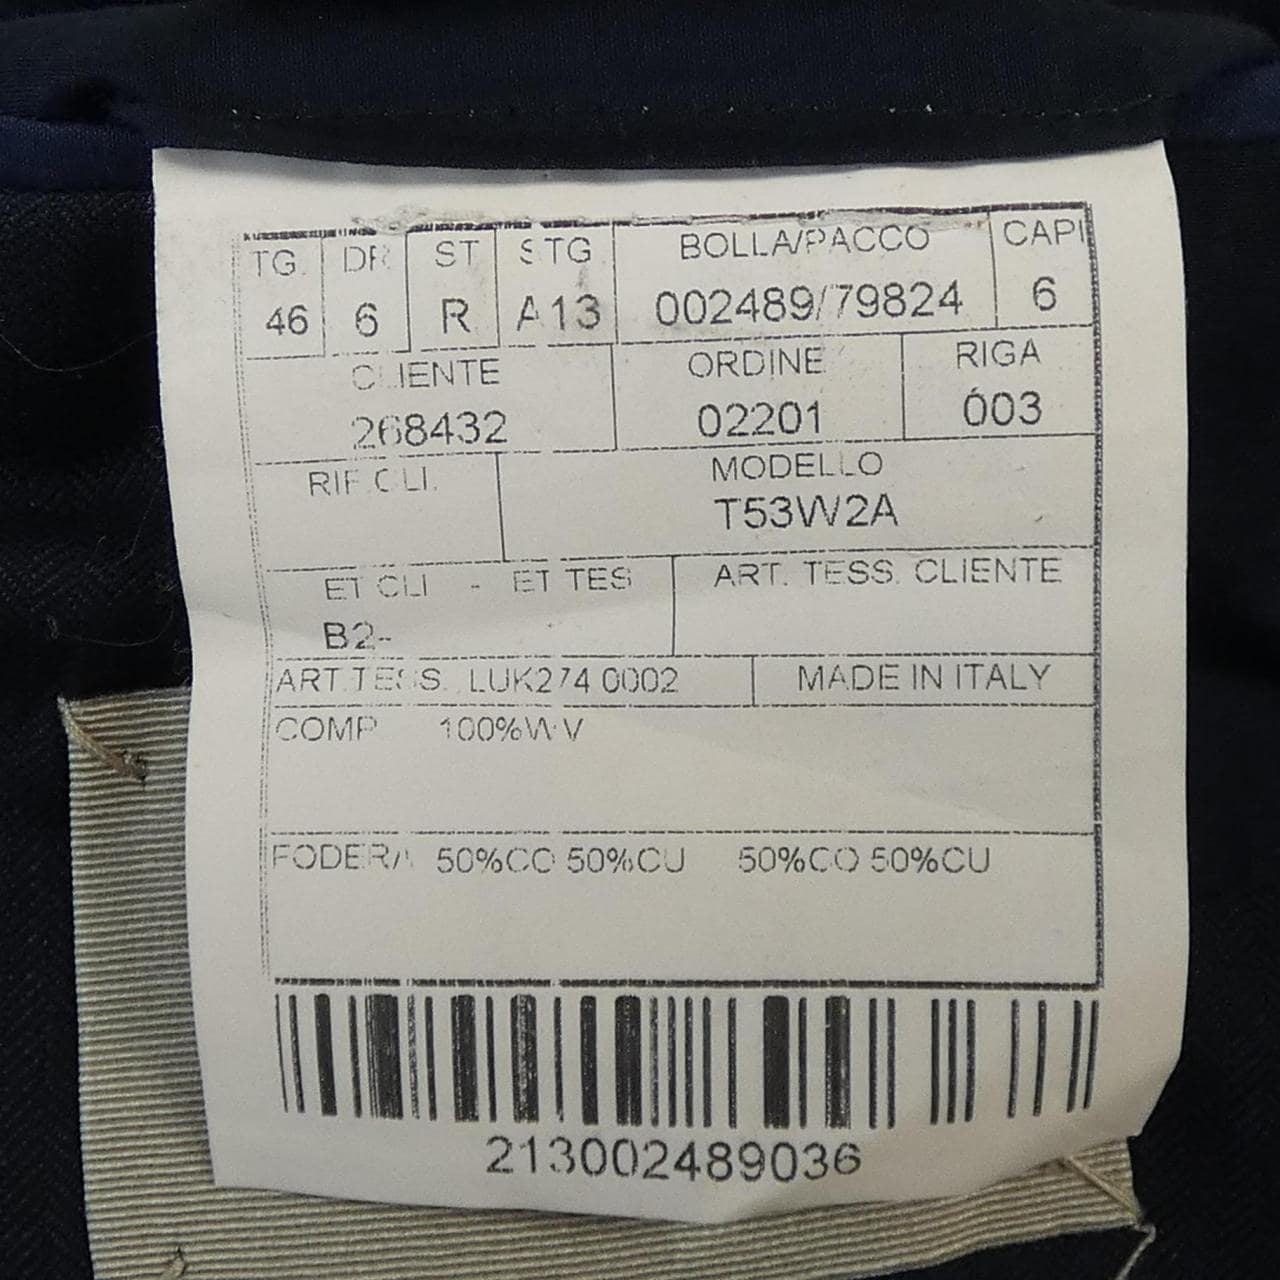 TG. DR ST STG BOLLA/PACCO CAPI
46 6 R A 13 002489/79824 6
CLIENTE ORDINE RIGA
268432 02201 003
RIF.CLI. MODELLO
T53W2A
ET CLI - ET TES ART. TESS. CLIENTE
B2-
ART.TESS. LUK274 0002 MADE IN ITALY
COMP 100%WV
FODERA 50%CO 50%CU 50%CO 50%CU
213002489036